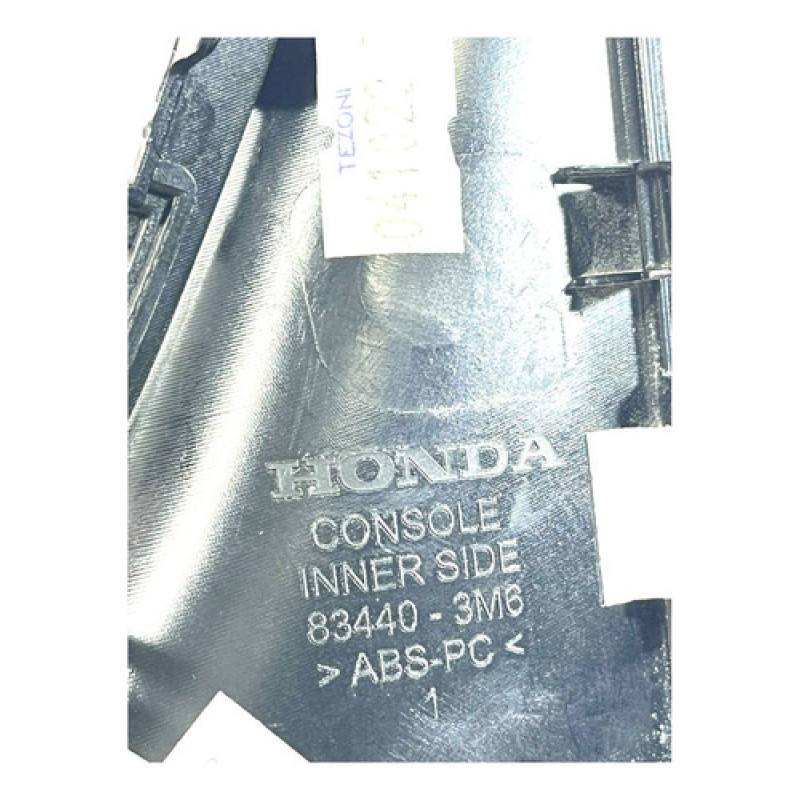 TEZONI
HONDA
CONSOLE
INNER SIDE
83440 - 3M6
> ABS-PC <
1